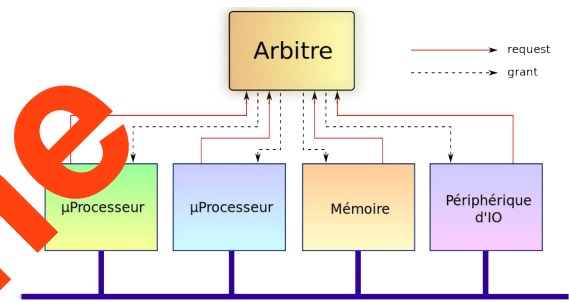 Arbitre
request
grant
µProcesseur
µProcesseur
Mémoire
Périphérique
d'IO